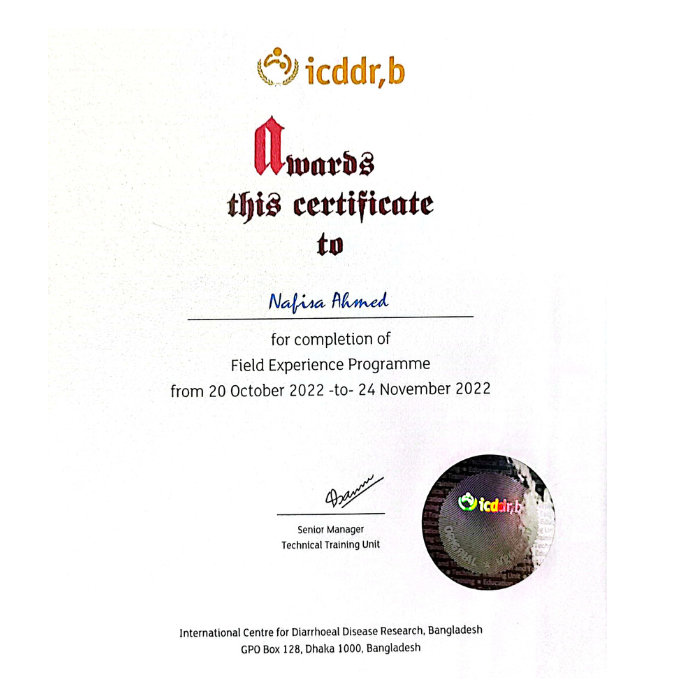 icddr,b
Awards
this certificate
to
Nafisa Ahmed
for completion of
Field Experience Programme
from 20 October 2022 -to- 24 November 2022
Senior Manager
Technical Training Unit
icddr,b
ORIGINAL
International Centre for Diarrhoeal Disease Research, Bangladesh
GPO Box 128, Dhaka 1000, Bangladesh